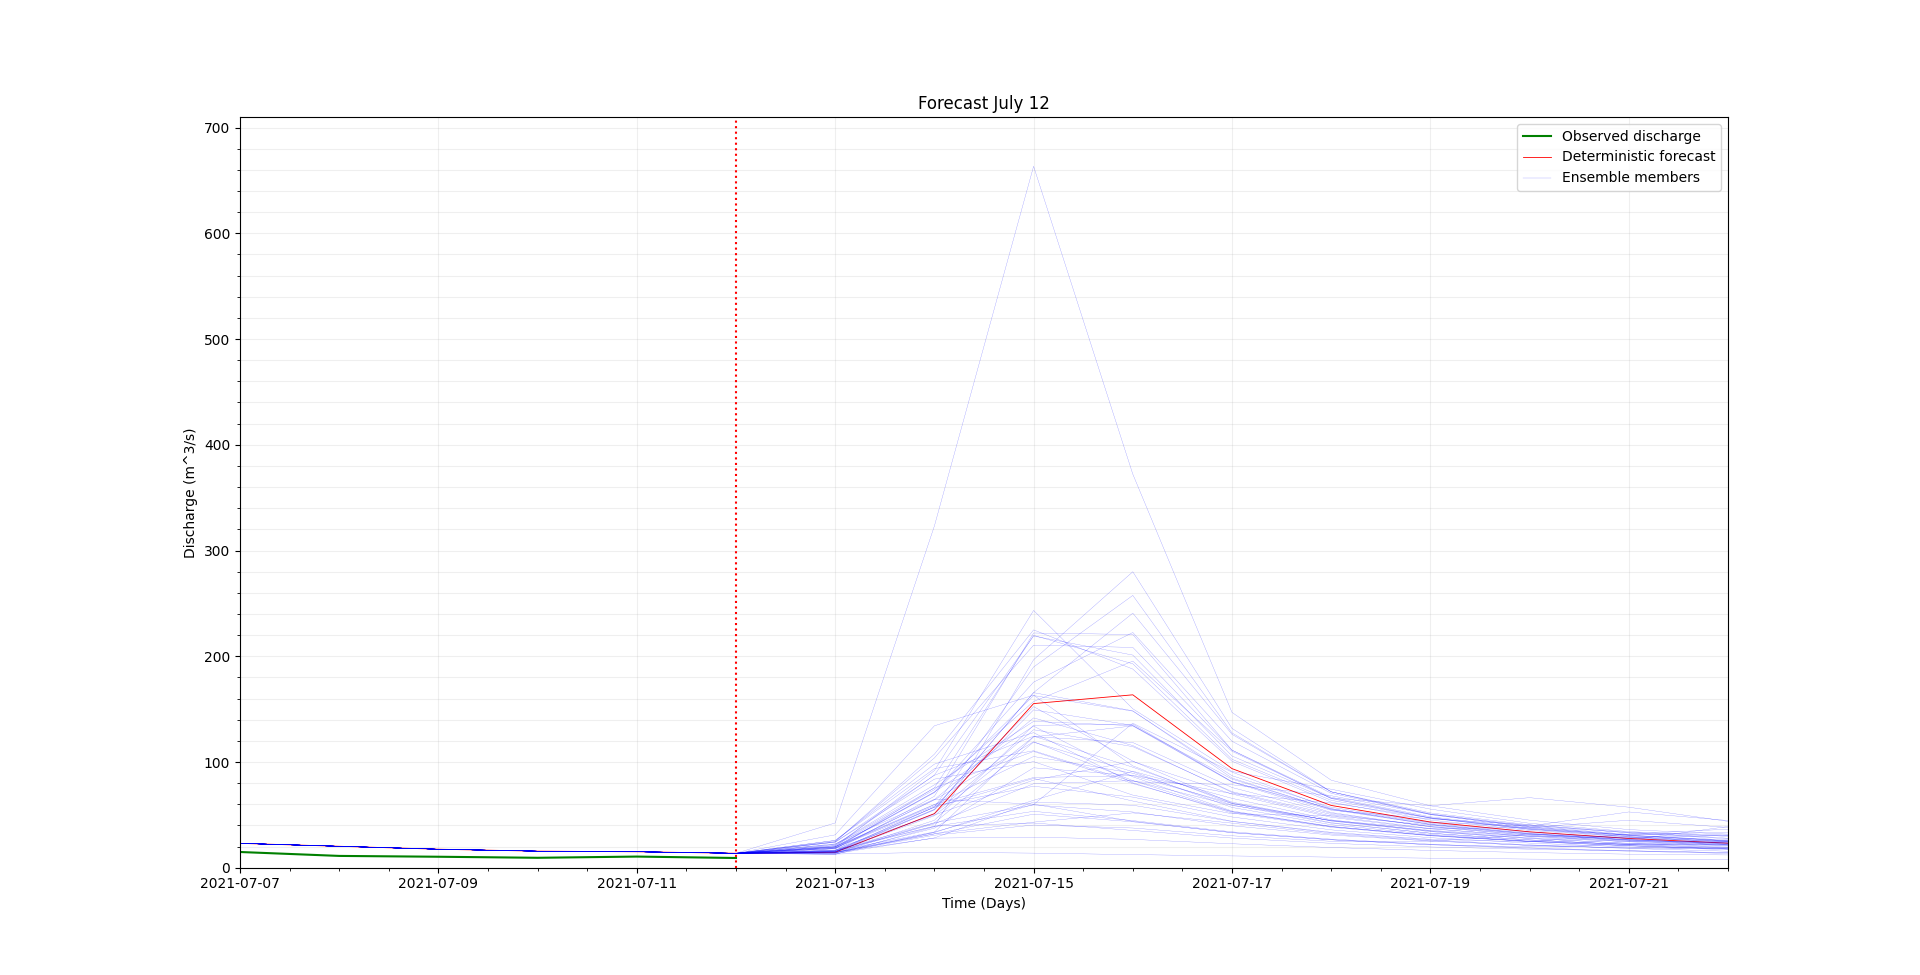 Forecast July 12
Observed discharge
Deterministic forecast
Ensemble members
Discharge (m^3/s)
700
600
500
400
300
200
100
0
2021-07-07 2021-07-09 2021-07-11 2021-07-13 2021-07-15 2021-07-17 2021-07-19 2021-07-21
Time (Days)